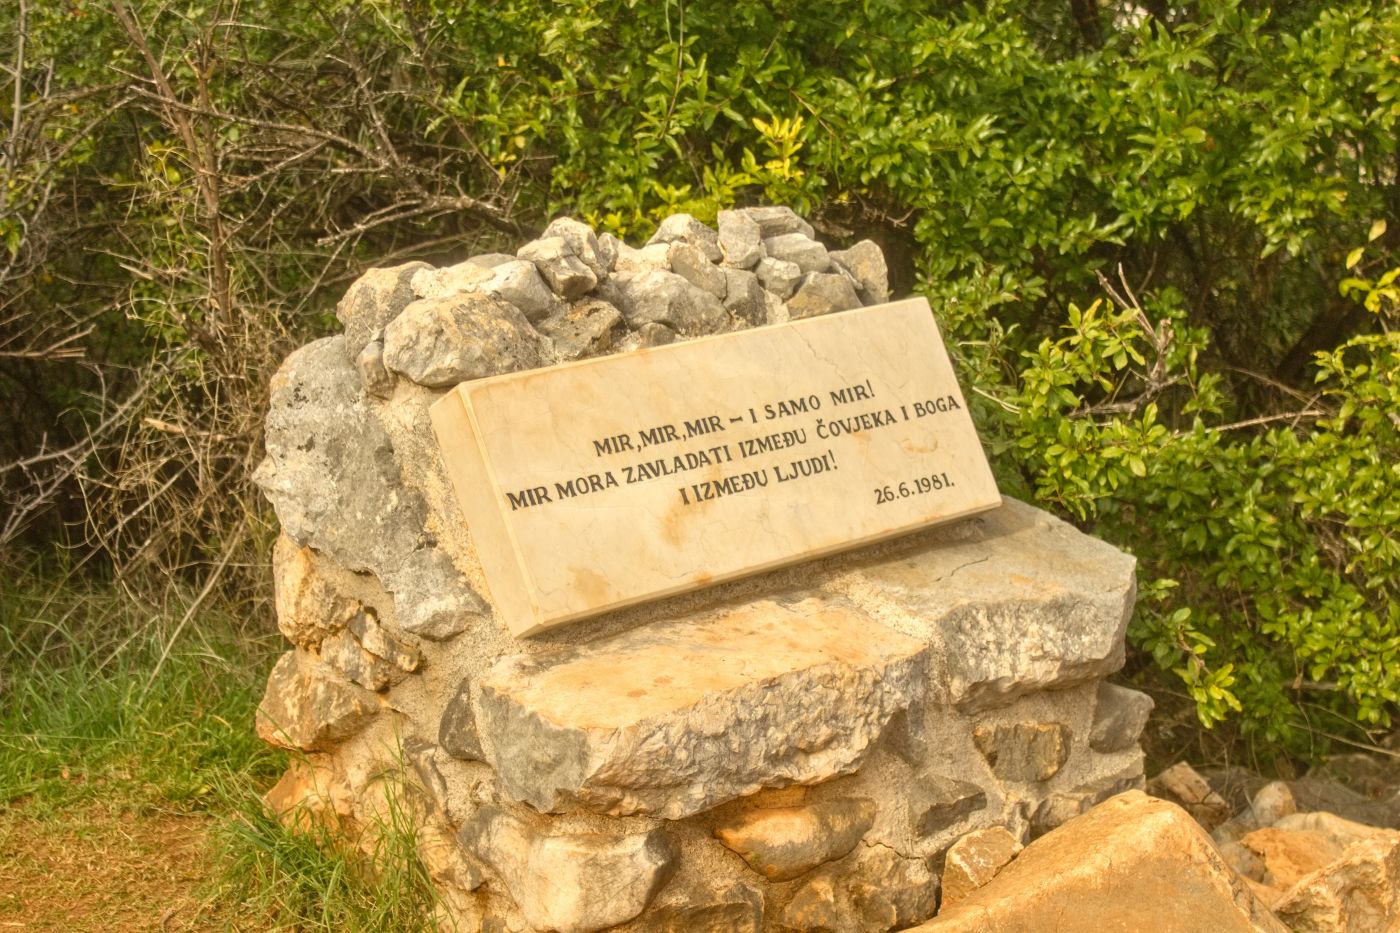 MIR, MIR, MIR – I SAMO MIR!
MIR MORA ZAVLADATI IZMEĐU ČOVJEKA I BOGA
I IZMEĐU LJUDI!
26.6.1981.